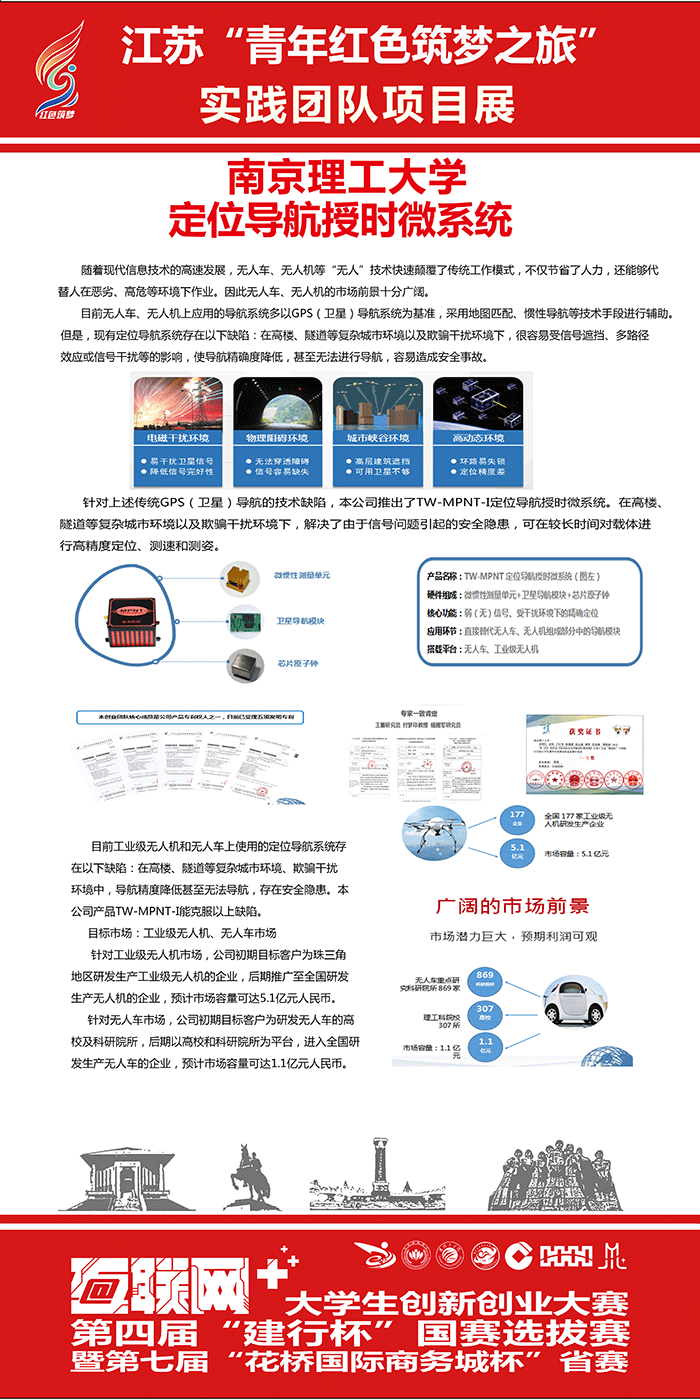 红色筑梦
江苏“青年红色筑梦之旅”
实践团队项目展
南京理工大学
定位导航授时微系统
随着现代信息技术的高速发展，无人车、无人机等“无人”技术快速颠覆了传统工作模式，不仅节省了人力，还能够代
替人在恶劣、高危等环境下作业。因此无人车、无人机的市场前景十分广阔。
目前无人车、无人机上应用的导航系统多以GPS（卫星）导航系统为基准，采用地图匹配、惯性导航等技术手段进行辅助。
但是，现有定位导航系统存在以下缺陷：在高楼、隧道等复杂城市环境以及欺骗干扰环境下，很容易受信号遮挡、多路径
效应或信号干扰等的影响，使导航精确度降低，甚至无法进行导航，容易造成安全事故。
电磁干扰环境
● 易干扰卫星信号
● 降低信号完好性
物理阻碍环境
● 无法穿透障碍
● 信号容易缺失
城市峡谷环境
● 高层建筑遮挡
● 可用卫星不够
高动态环境
● 环路易失锁
● 定位精度差
针对上述传统GPS（卫星）导航的技术缺陷，本公司推出了TW-MPNT-I定位导航授时微系统。在高楼、
隧道等复杂城市环境以及欺骗干扰环境下，解决了由于信号问题引起的安全隐患，可在较长时间对载体进
行高精度定位、测速和测姿。
MPNT
微惯性测量单元
卫星导航模块
芯片原子钟
产品名称：TW-MPNT 定位导航授时微系统（图左）
硬件组成：微惯性测量单元+卫星导航模块+芯片原子钟
核心功能：弱（无）信号、受干扰环境下的精确定位
应用环节：直接替代无人车、无人机组成部分中的导航模块
搭载平台：无人车、工业级无人机
本创业团队核心成员是公司产品专利权人之一，目前已受理五项发明专利
专家一致肯定
获奖证书
177
企业
全国 177 家工业级无
人机研发生产企业
5.1
亿元
市场容量：5.1 亿元
目前工业级无人机和无人车上使用的定位导航系统存
在以下缺陷：在高楼、隧道等复杂城市环境、欺骗干扰
环境中，导航精度降低甚至无法导航，存在安全隐患。本
公司产品TW-MPNT-I能克服以上缺陷。
目标市场：工业级无人机、无人车市场
针对工业级无人机市场，公司初期目标客户为珠三角
地区研发生产工业级无人机的企业，后期推广至全国研发
生产无人机的企业，预计市场容量可达5.1亿元人民币。
针对无人车市场，公司初期目标客户为研发无人车的高
校及科研院所，后期以高校和科研院所为平台，进入全国研
发生产无人车的企业，预计市场容量可达1.1亿元人民币。
广阔的市场前景
市场潜力巨大，预期利润可观
无人车重点研
究科研院所 869 家
869
科研院所
理工科院校
307 所
307
高校
市场容量：1.1 亿
元
1.1
亿元
互联网++
大学生创新创业大赛
第四届“建行杯”国赛选拔赛
暨第七届“花桥国际商务城杯”省赛